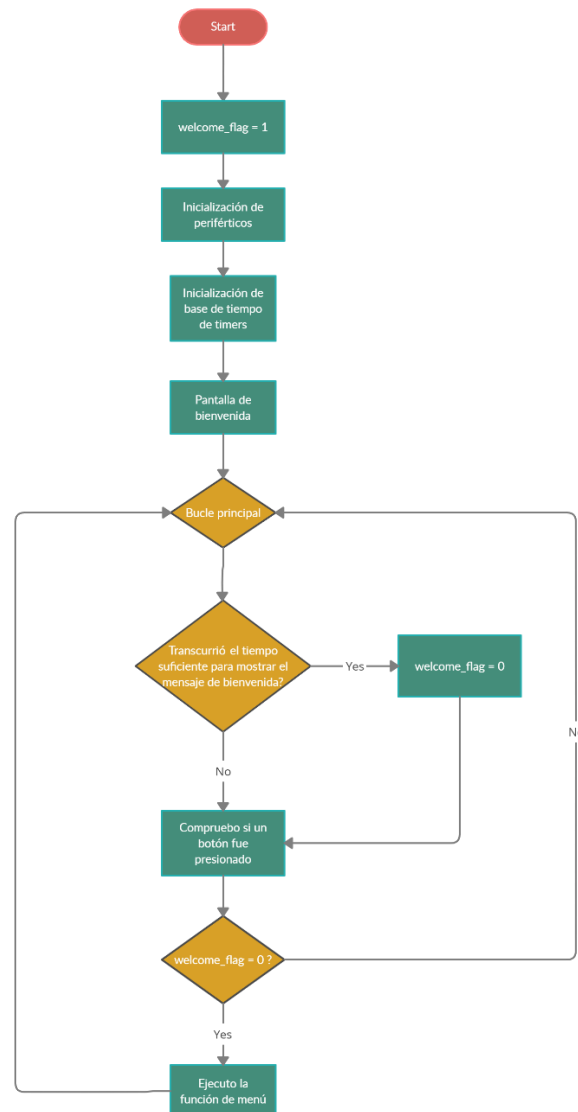 Start
welcome_flag = 1
Inicialización de
periférticos
Inicialización de
base de tiempo
de timers
Pantalla de
bienvenida
Bucle principal
Transcurrió el tiempo
suficiente para mostrar el
mensaje de bienvenida?
Yes
welcome_flag = 0
No
Compruebo si un
botón fue
presionado
welcome_flag = 0 ?
Yes
Ejecuto la
función de menú